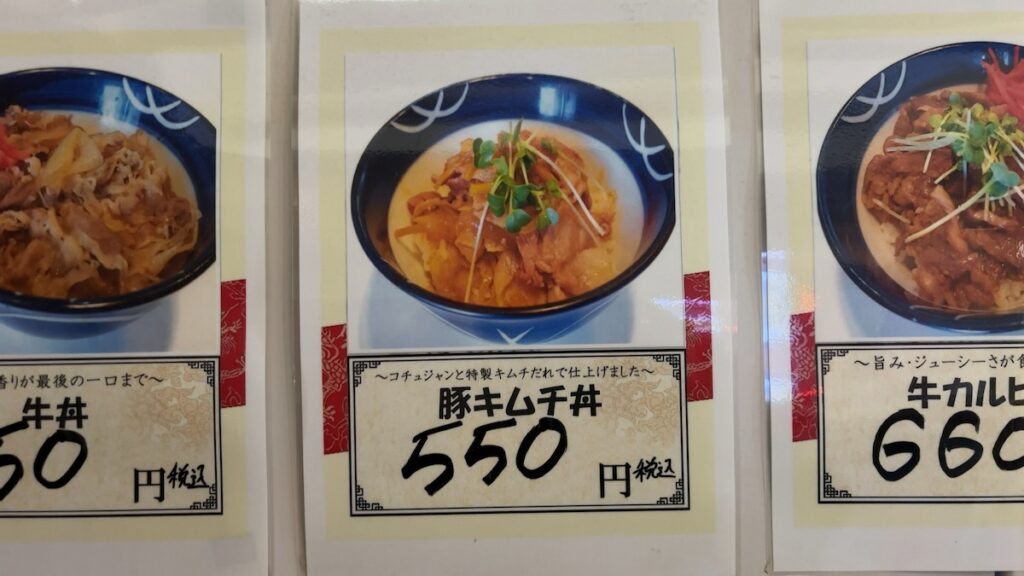 香りが最後の一口まで～
牛丼
50
円税込
～コチュジャンと特製キムチだれで仕上げました～
豚キムチ丼
550
円税込
～旨み・ジューシーさが
牛カルビ
660